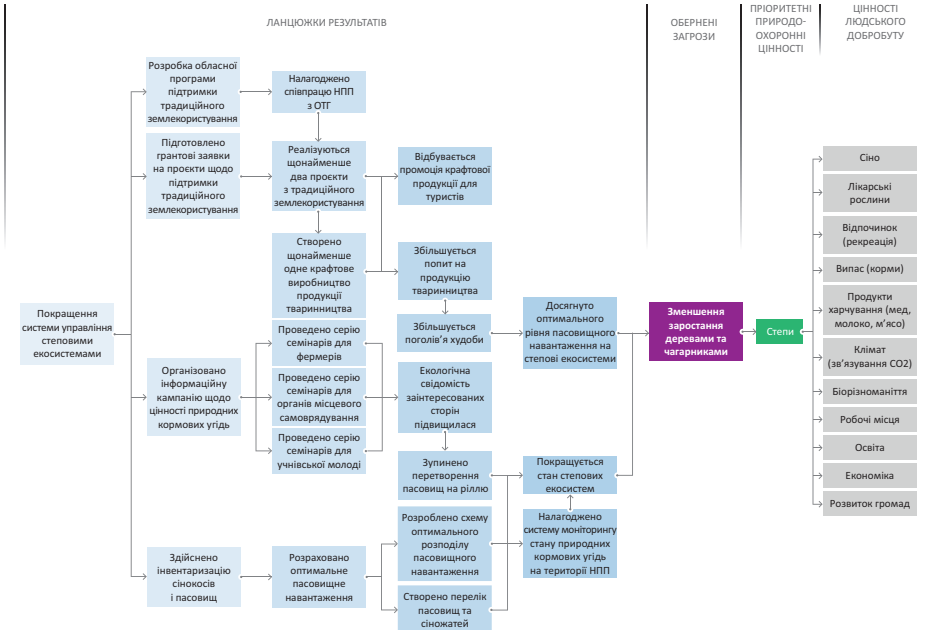 ЛАНЦЮЖКИ РЕЗУЛЬТАТІВ
ОБЕРНЕНІ
ЗАГРОЗИ
ПРІОРИТЕТНІ
ПРИРОДО-
ОХОРОННІ
ЦІННОСТІ
ЦІННОСТІ
ЛЮДСЬКОГО
ДОБРОБУТУ
Покращення
системи управління
степовими
екосистемами
Розробка обласної
програми
підтримки
традиційного
землекористування
Підготовлено
грантові заявки
на проєкти щодо
підтримки
традиційного
землекористування
Організовано
інформаційну
кампанію щодо
цінності природних
кормових угідь
Здійснено
інвентаризацію
сінокосів
і пасовищ
Налагоджено
співпрацю НПП
з ОТГ
Реалізуються
щонайменше
два проєкти
з традиційного
землекористування
Створено
щонайменше
одне крафтове
виробництво
продукції
тваринництва
Проведено серію
семінарів для
фермерів
Проведено серію
семінарів для
органів місцевого
самоврядування
Проведено серію
семінарів для
учнівської молоді
Розраховано
оптимальне
пасовищне
навантаження
Відбувається
промоція крафтової
продукції для
туристів
Збільшується
попит на
продукцію
тваринництва
Збільшується
поголів’я худоби
Екологічна
свідомість
заінтересованих
сторін
підвищилася
Зупинено
перетворення
пасовищ на ріллю
Розроблено схему
оптимального
розподілу
пасовищного
навантаження
Створено перелік
пасовищ та
сіножатей
Досягнуто
оптимального
рівня пасовищного
навантаження на
степові екосистеми
Покращується
стан степових
екосистем
Налагоджено
систему моніторингу
стану природних
кормових угідь
на території НПП
Зменшення
заростання
деревами та
чагарниками
Степи
Сіно
Лікарські
рослини
Відпочинок
(рекреація)
Випас (корми)
Продукти
харчування (мед,
молоко, м’ясо)
Клімат
(зв’язування СО2)
Біорізноманіття
Робочі місця
Освіта
Економіка
Розвиток громад